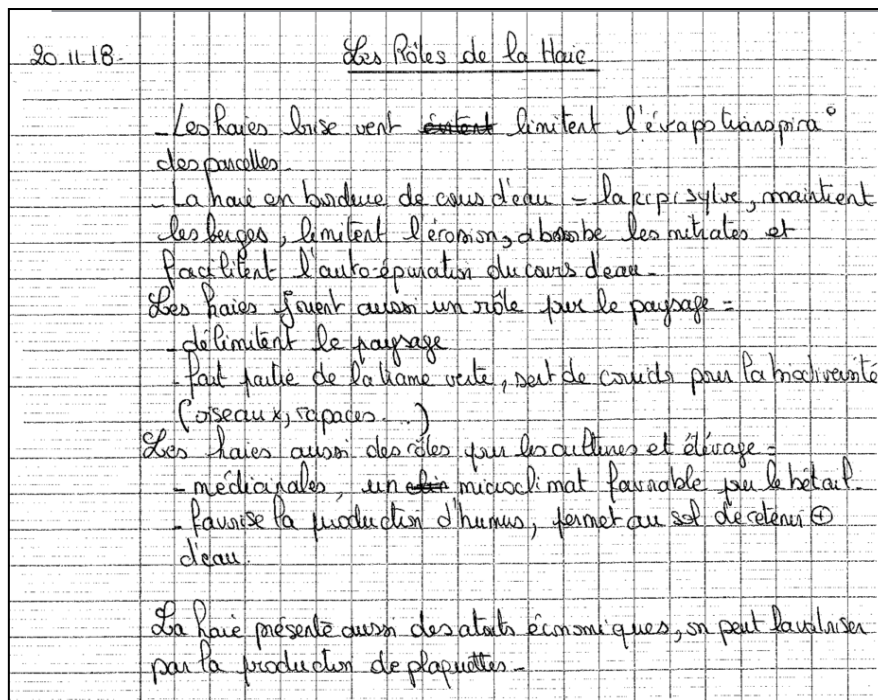 20.11.18. Les Rôles de la Haie
- Les haies brise vent limitent l'évapotranspira°
des parcelles.
- La haie en bordure de cours d'eau = la ripisylve, maintient
les berges, limitent l'érosion, absorbe les nitrates et
facilitent l'auto-épuration du cours d'eau.
Les haies jouent aussi un rôle pour le paysage =
- délimitent le paysage
- fait partie de la trame verte, sert de couloir pour la biodiversité
(oiseaux, rapaces...)
Les haies aussi des rôles pour les cultures et élevage =
- médicinales, un microclimat favorable pour le bétail.
- favorise la production d'humus, permet au sol de retenir ⊕
d'eau.
La haie présente aussi des atouts économiques, on peut la valoriser
par la production de plaquettes -